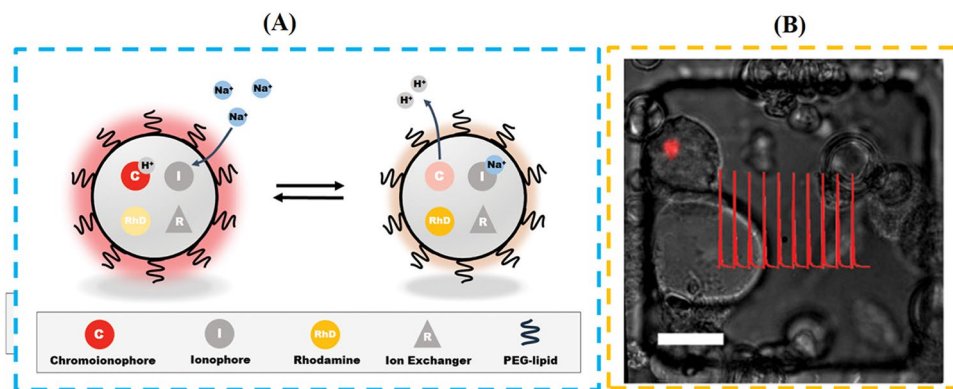 (A)
(B)
Na⁺
Na⁺
Na⁺
H⁺
H⁺
C
H⁺
I
RhD
R
C
I
Na⁺
RhD
R
C
I
RhD
R
Chromoionophore
Ionophore
Rhodamine
Ion Exchanger
PEG-lipid